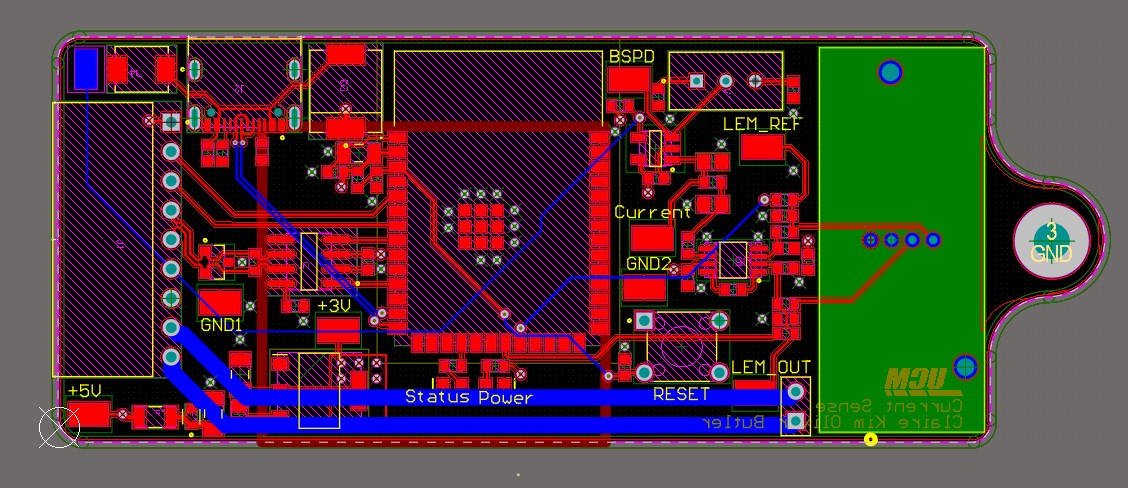 BSPD
LEM_REF
Current
3
GND
GND2
+3V
GND1
LEM_OUT
+5V
Status Power
RESET
MCU
Current Sense
Claire Kim Oliver Butler